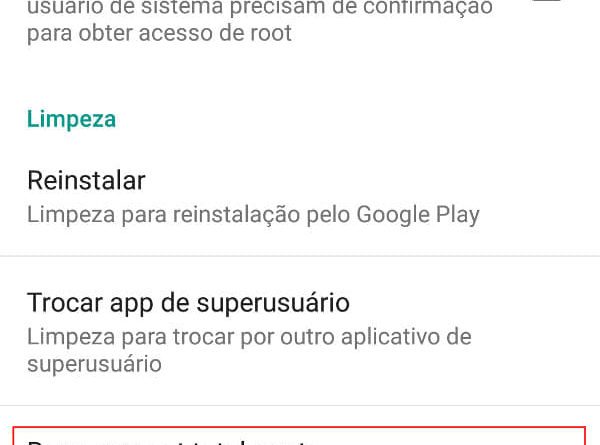 usuário de sistema precisam de confirmação
para obter acesso de root
Limpeza
Reinstalar
Limpeza para reinstalação pelo Google Play
Trocar app de superusuário
Limpeza para trocar por outro aplicativo de
superusuário